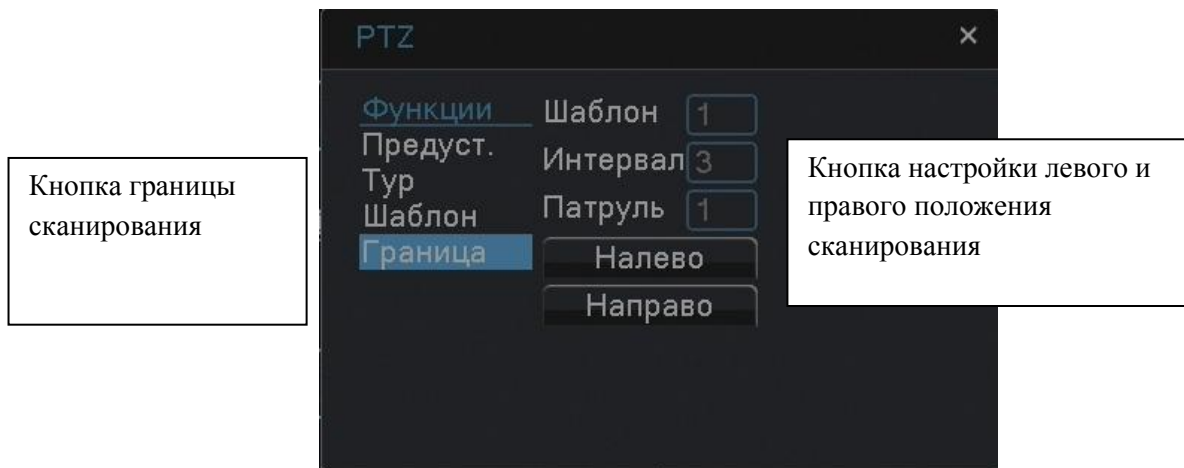 PTZ ×
Кнопка границы
сканирования
Функции
Предуст.
Тур
Шаблон
Граница
Шаблон 1
Интервал 3
Патруль 1
Налево
Направо
Кнопка настройки левого и
правого положения
сканирования